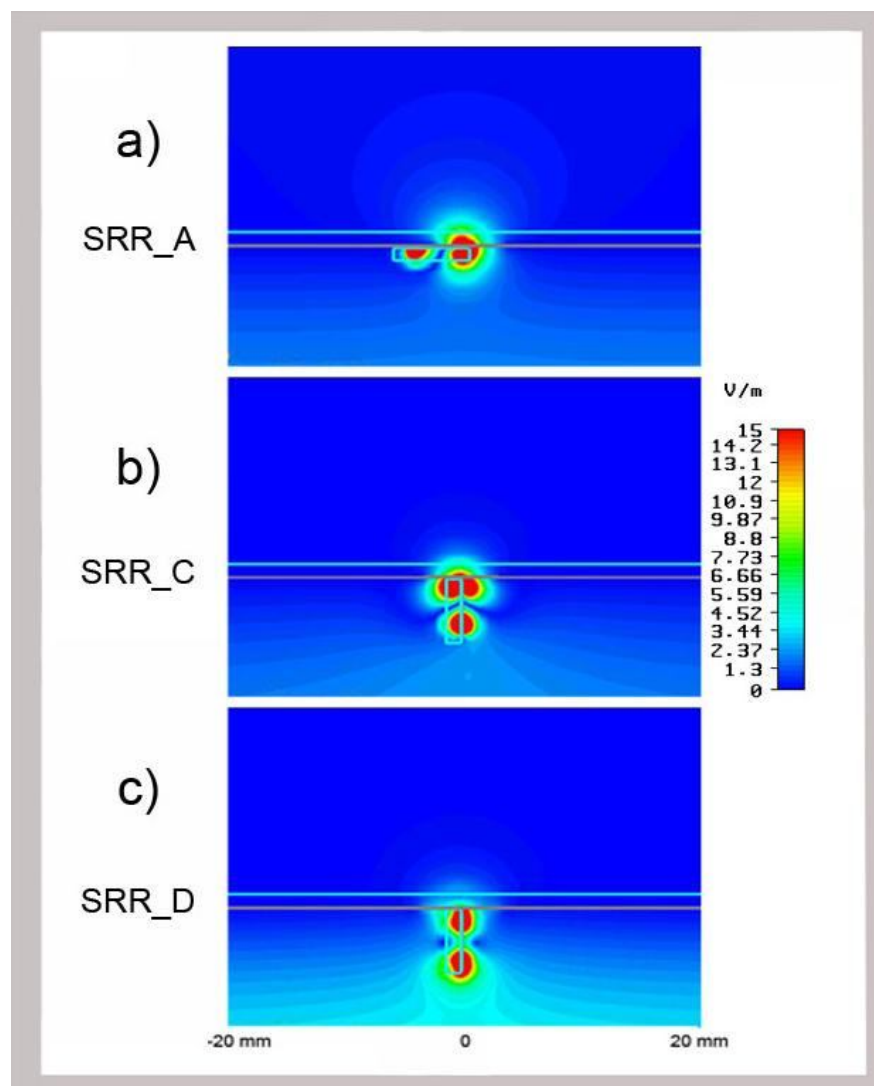 a)
SRR_A
b)
SRR_C
V/m
15
14.2
13.1
12
10.9
9.87
8.8
7.73
6.66
5.59
4.52
3.44
2.37
1.3
0
c)
SRR_D
-20 mm 0 20 mm